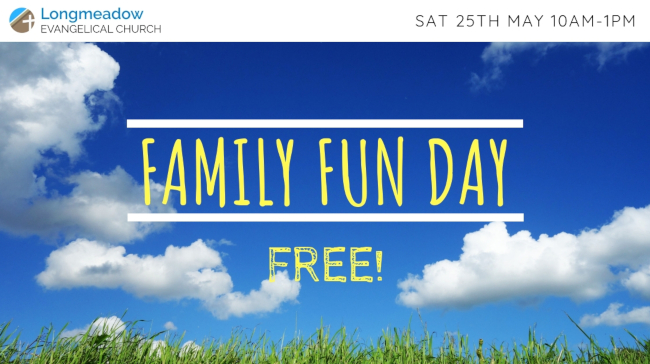 Longmeadow
EVANGELICAL CHURCH
SAT 25TH MAY 10AM-1PM
FAMILY FUN DAY
FREE!